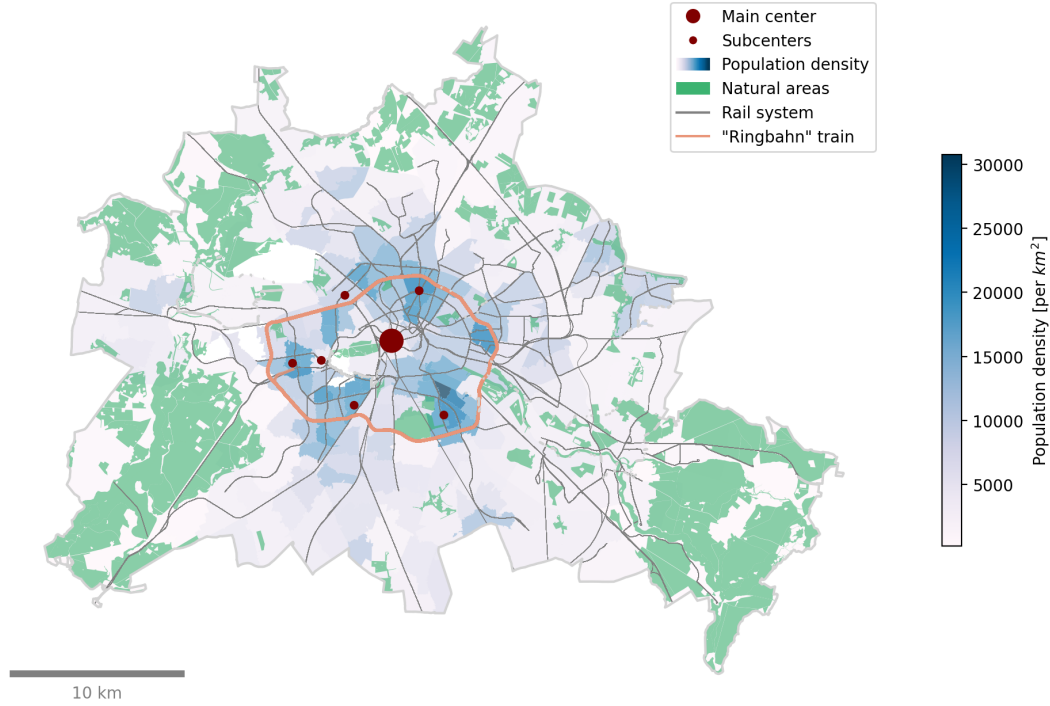 Main center
Subcenters
Population density
Natural areas
Rail system
"Ringbahn" train
30000
25000
20000
15000
10000
5000
Population density [per km²]
10 km